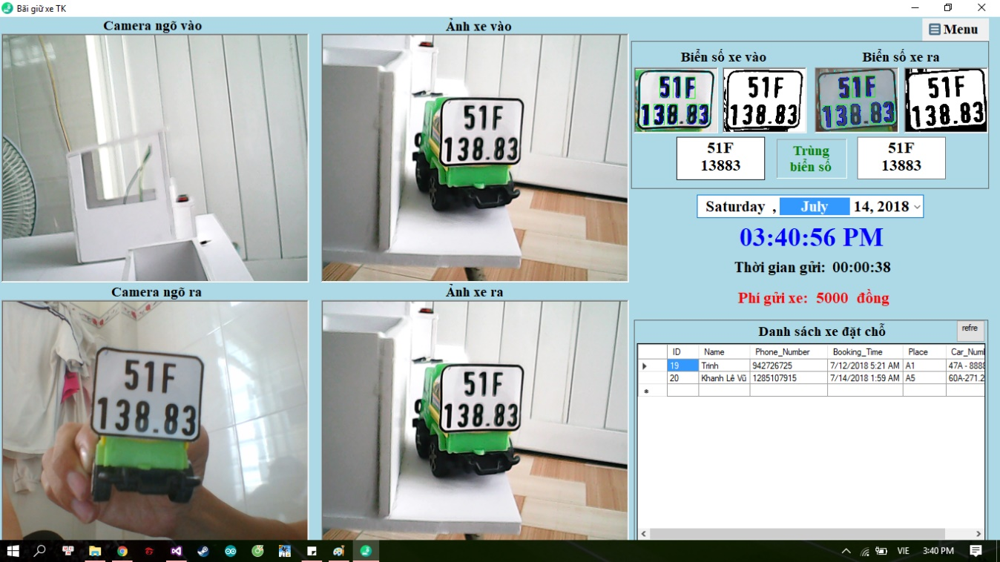 Bãi giữ xe TK
Camera ngõ vào
Ảnh xe vào
Menu
51F
138.83
Biển số xe vào
Biển số xe ra
51F
138.83
51F
138.83
51F
138.83
51F
138.83
51F
13883
Trùng
biển số
51F
13883
Saturday , July 14, 2018
03:40:56 PM
Thời gian gửi: 00:00:38
Phí gửi xe: 5000 đồng
Camera ngõ ra
Ảnh xe ra
51F
138.83
51F
138.83
Danh sách xe đặt chỗ
refre
ID Name Phone_Number Booking_Time Place Car_Numl
19 Trinh 942726725 7/12/2018 5:21 AM A1 47A - 8888
20 Khanh Lê Vũ 1285107915 7/14/2018 1:59 AM A5 60A-271.2
VIE 3:40 PM